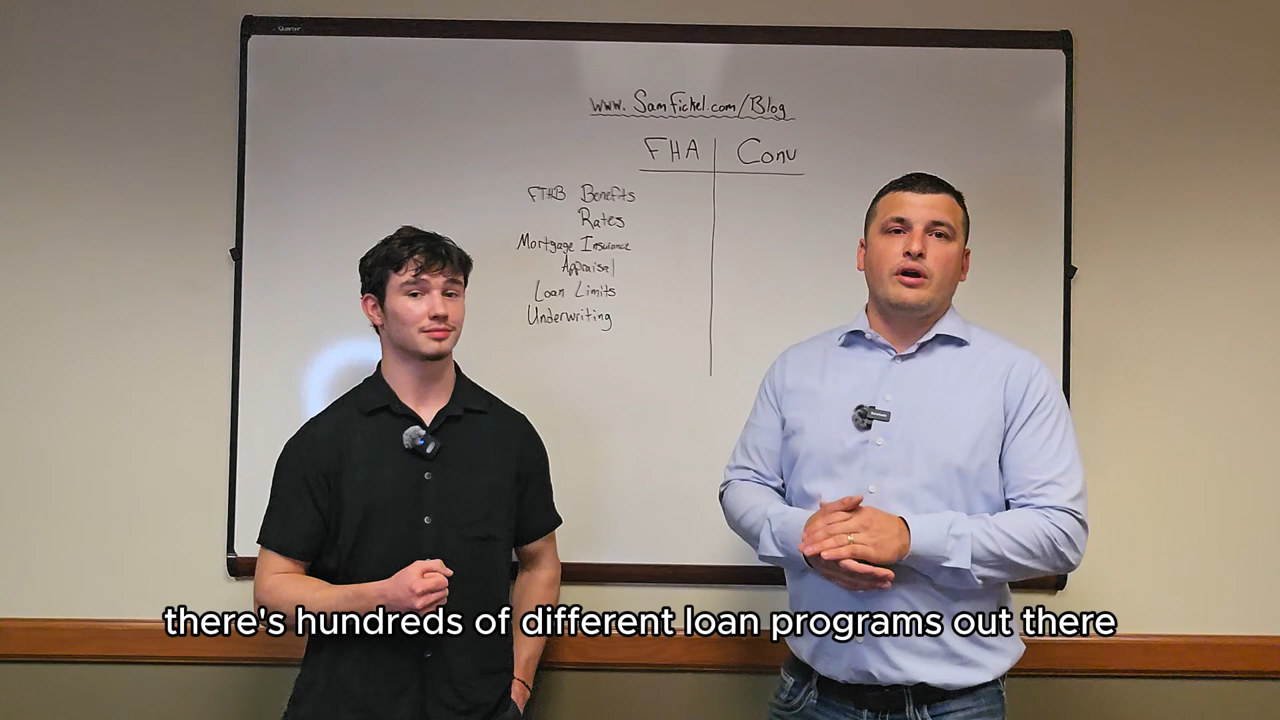 Quartet
www. SamFickel.com/Blog
FHA Conv
FTHB Benefits
Rates
Mortgage Insurance
Appraisal
Loan Limits
Underwriting
there's hundreds of different loan programs out there